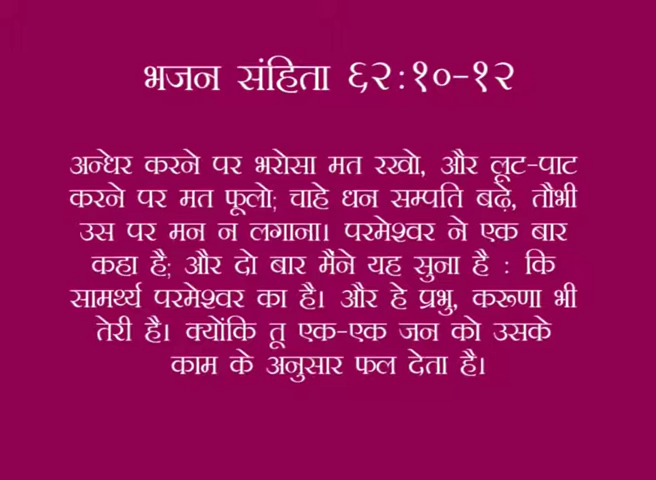 भजन संहिता ६२:१०-१२
अन्धेर करने पर भरोसा मत रखो, और लूट-पाट
करने पर मत फूलो; चाहे धन सम्पति बढ़े, तौभी
उस पर मन न लगाना। परमेश्वर ने एक बार
कहा है; और दो बार मैंने यह सुना है : कि
सामर्थ्य परमेश्वर का है। और हे प्रभु, करूणा भी
तेरी है। क्योंकि तू एक-एक जन को उसके
काम के अनुसार फल देता है।